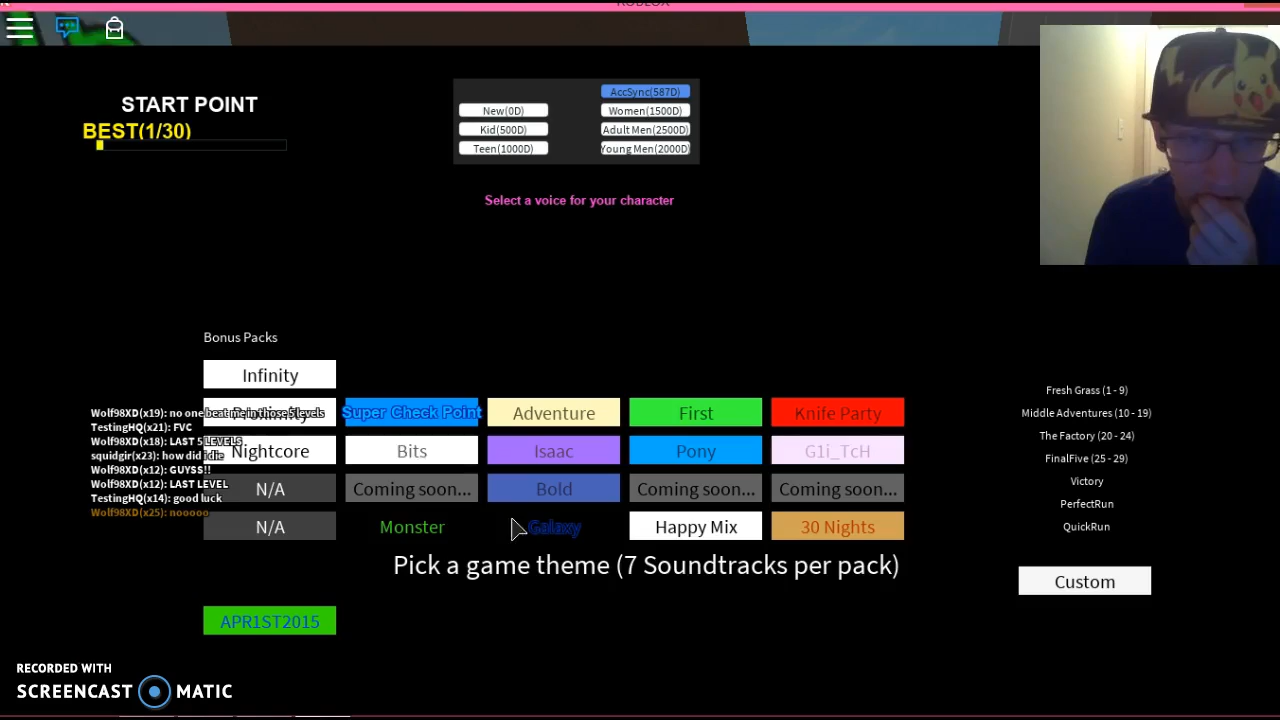 ROBLOX
START POINT
BEST(1/30)
AccSync(587D)
New(0D)
Women(1500D)
Kid(500D)
Adult Men(2500D)
Teen(1000D)
Young Men(2000D)
Select a voice for your character
Bonus Packs
Infinity
Super Check Point
Adventure
First
Knife Party
Nightcore
Bits
Isaac
Pony
G1i_TcH
N/A
Coming soon...
Bold
Coming soon...
Coming soon...
N/A
Monster
Galaxy
Happy Mix
30 Nights
Pick a game theme (7 Soundtracks per pack)
APR1ST2015
Wolf98XD(x19): no one beat me in those 5 levels
TestingHQ(x21): FVC
Wolf98XD(x18): LAST 5 LEVELS
squidgir(x23): how did i die
Wolf98XD(x12): GUYSS!!
Wolf98XD(x12): LAST LEVEL
TestingHQ(x14): good luck
Wolf98XD(x25): nooooo
Fresh Grass (1 - 9)
Middle Adventures (10 - 19)
The Factory (20 - 24)
FinalFive (25 - 29)
Victory
PerfectRun
QuickRun
Custom
RECORDED WITH
SCREENCAST MATIC